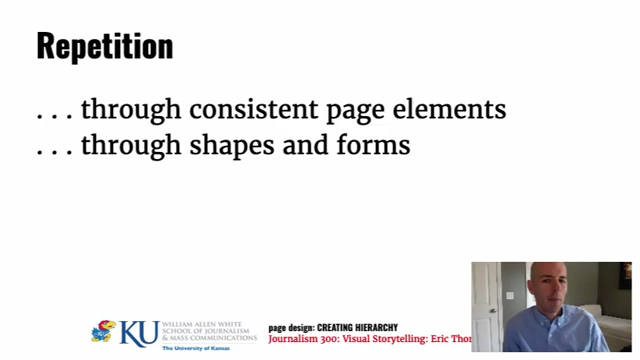 Repetition
. . . through consistent page elements
. . . through shapes and forms
KU
WILLIAM ALLEN WHITE
SCHOOL OF JOURNALISM
& MASS COMMUNICATIONS
The University of Kansas
page design: CREATING HIERARCHY
Journalism 300: Visual Storytelling: Eric Thor